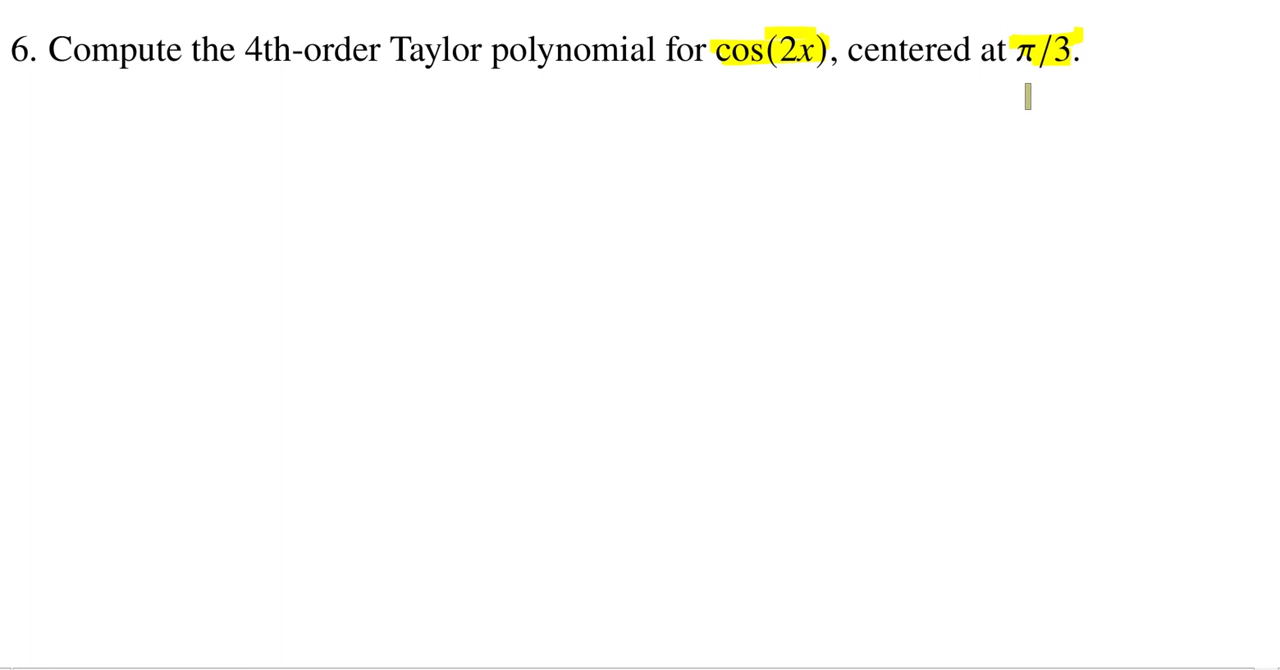 6. Compute the 4th-order Taylor polynomial for cos(2x), centered at π/3.